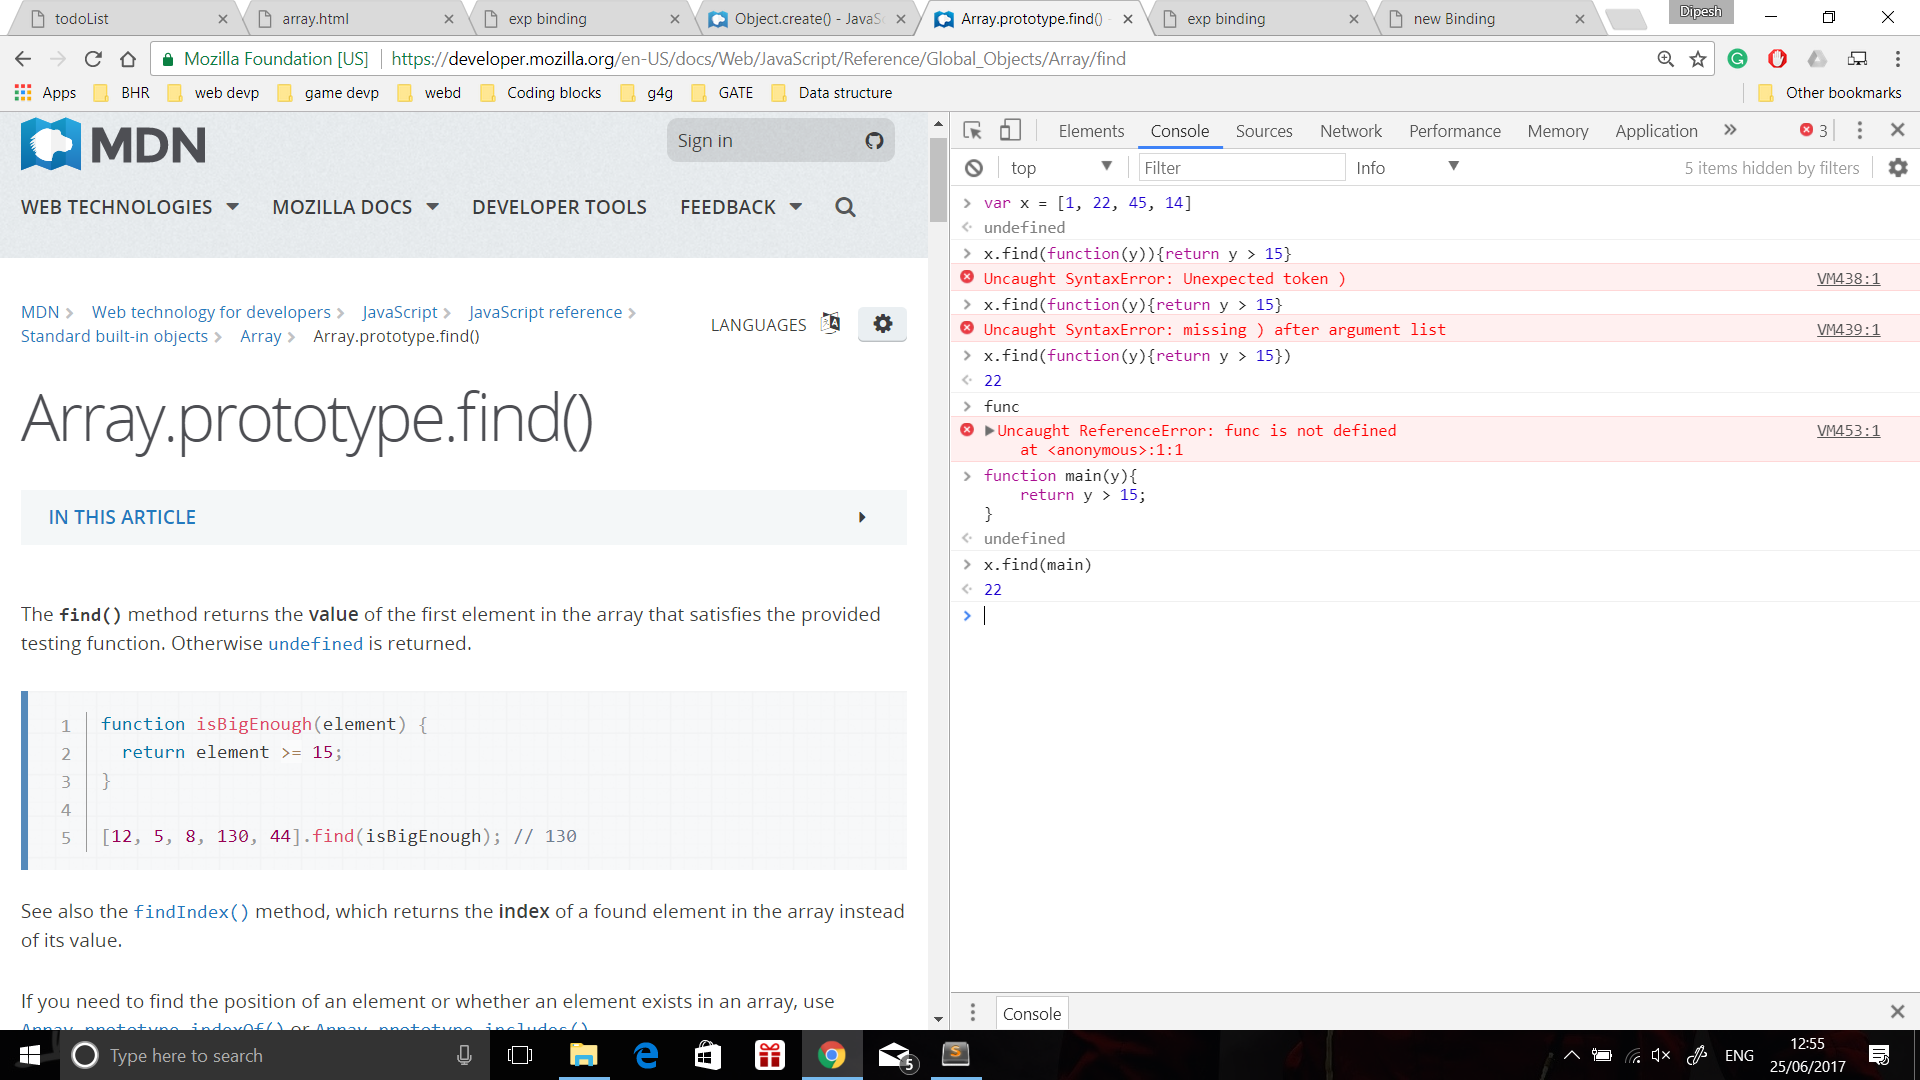 todoList
array.html
exp binding
Object.create() - JavaSc
Array.prototype.find() -
exp binding
new Binding
Dipesh
Mozilla Foundation [US]
https://developer.mozilla.org/en-US/docs/Web/JavaScript/Reference/Global_Objects/Array/find
Apps
BHR
web devp
game devp
webd
Coding blocks
g4g
GATE
Data structure
Other bookmarks
MDN
Sign in
WEB TECHNOLOGIES
MOZILLA DOCS
DEVELOPER TOOLS
FEEDBACK
MDN
Web technology for developers
JavaScript
JavaScript reference
Standard built-in objects
Array
Array.prototype.find()
LANGUAGES
Array.prototype.find()
IN THIS ARTICLE
The find() method returns the value of the first element in the array that satisfies the provided
testing function. Otherwise undefined is returned.
1 function isBigEnough(element) {
2 return element >= 15;
3 }
4
5 [12, 5, 8, 130, 44].find(isBigEnough); // 130
See also the findIndex() method, which returns the index of a found element in the array instead
of its value.
If you need to find the position of an element or whether an element exists in an array, use
Array.prototype.indexOf() or Array.prototype.includes()
Elements
Console
Sources
Network
Performance
Memory
Application
3
top
Filter
Info
5 items hidden by filters
var x = [1, 22, 45, 14]
undefined
x.find(function(y)){return y > 15}
Uncaught SyntaxError: Unexpected token )
VM438:1
x.find(function(y){return y > 15}
Uncaught SyntaxError: missing ) after argument list
VM439:1
x.find(function(y){return y > 15})
22
func
Uncaught ReferenceError: func is not defined
VM453:1
at <anonymous>:1:1
function main(y){
return y > 15;
}
undefined
x.find(main)
22
Console
Type here to search
5
ENG
12:55
25/06/2017